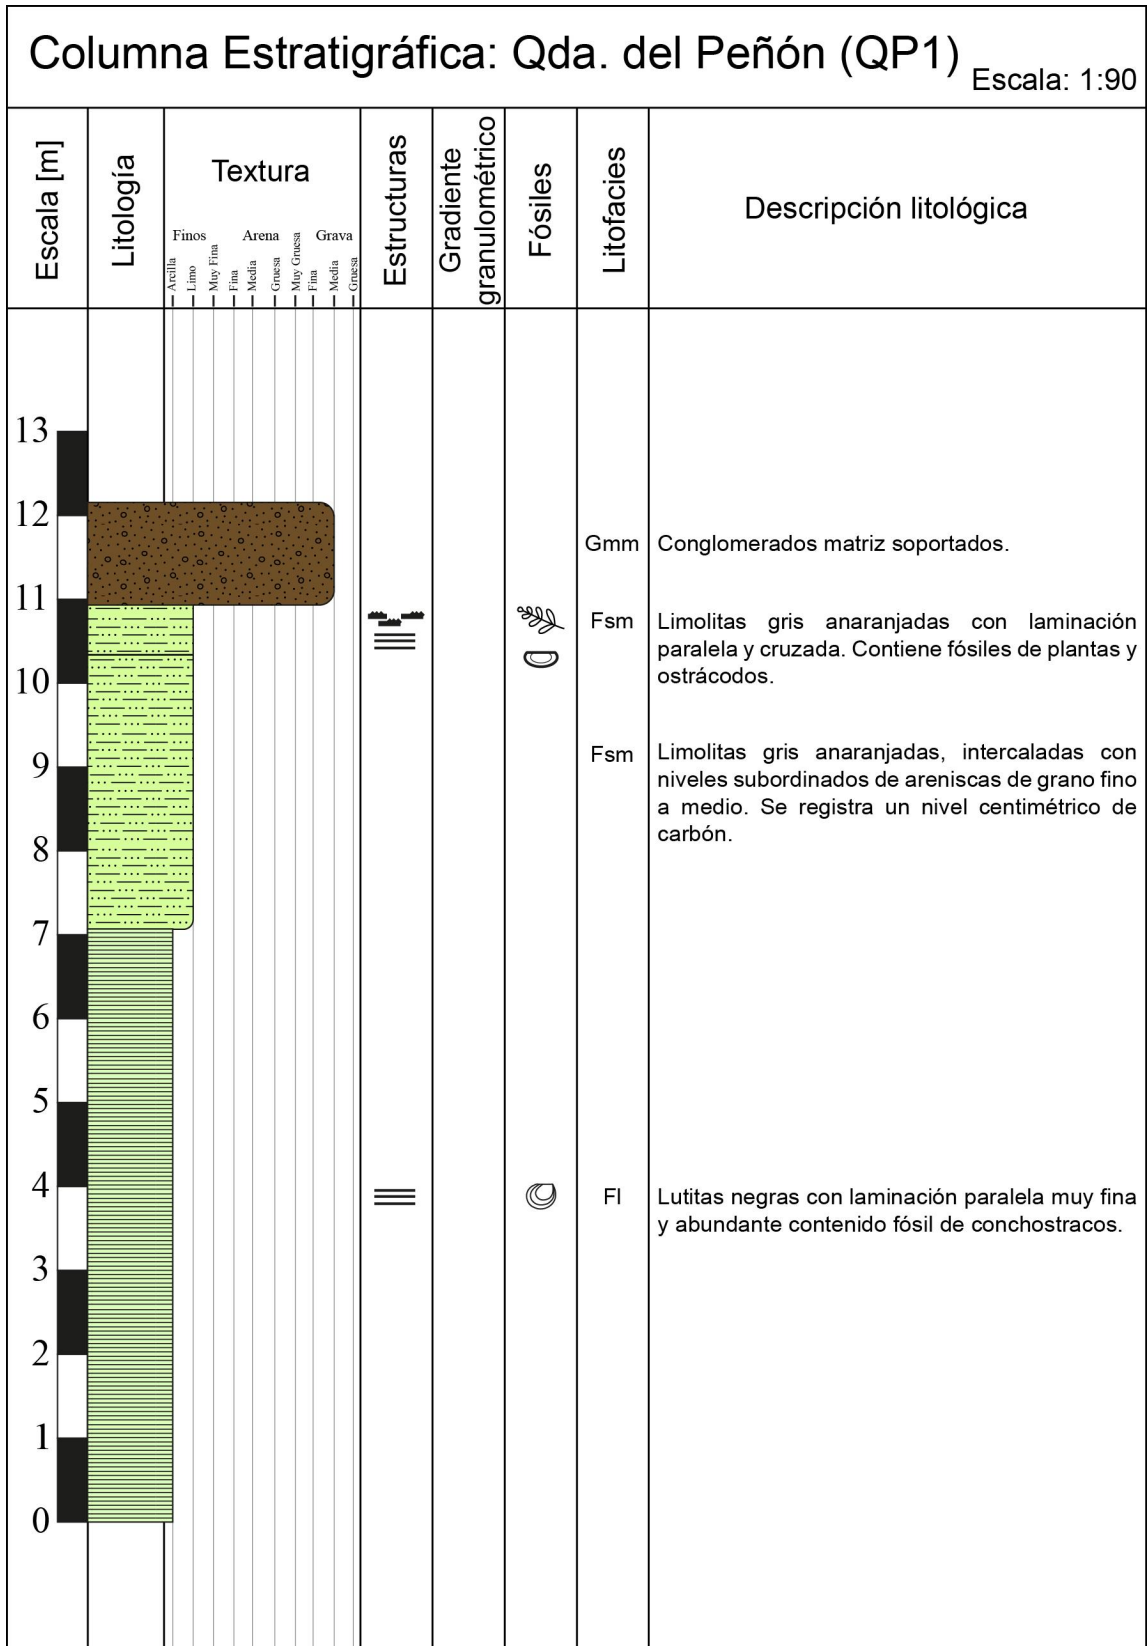 Columna Estratigráfica: Qda. del Peñón (QP1) Escala: 1:90
Escala [m]
Litología
Textura
Finos Arena Grava
Arcilla
Limo
Muy Fina
Fina
Media
Gruesa
Muy Gruesa
Fina
Media
Gruesa
Estructuras
Gradiente
granulométrico
Fósiles
Litofacies
Descripción litológica
13
12
Gmm Conglomerados matriz soportados.
11
Fsm Limolitas gris anaranjadas con laminación
paralela y cruzada. Contiene fósiles de plantas y
ostrácodos.
10
Fsm Limolitas gris anaranjadas, intercaladas con
niveles subordinados de areniscas de grano fino
a medio. Se registra un nivel centimétrico de
carbón.
9
8
7
6
5
4
Fl Lutitas negras con laminación paralela muy fina
y abundante contenido fósil de conchostracos.
3
2
1
0